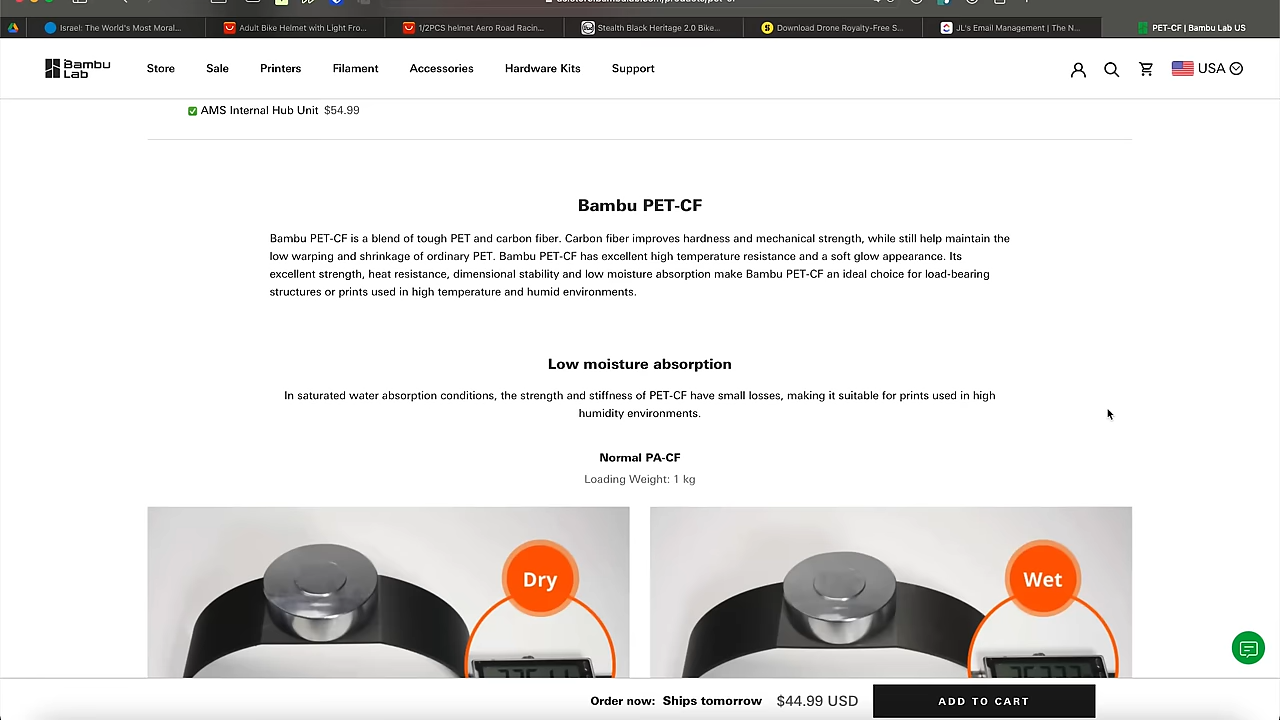 Israel: The World's Most Moral...
Adult Bike Helmet with Light Fro...
1/2PCS helmet Aero Road Racin...
Stealth Black Heritage 2.0 Bike...
Download Drone Royalty-Free S...
JL's Email Management | The N...
PET-CF | Bambu Lab US
Bambu Lab
Store
Sale
Printers
Filament
Accessories
Hardware Kits
Support
USA
AMS Internal Hub Unit $54.99
Bambu PET-CF
Bambu PET-CF is a blend of tough PET and carbon fiber. Carbon fiber improves hardness and mechanical strength, while still help maintain the
low warping and shrinkage of ordinary PET. Bambu PET-CF has excellent high temperature resistance and a soft glow appearance. Its
excellent strength, heat resistance, dimensional stability and low moisture absorption make Bambu PET-CF an ideal choice for load-bearing
structures or prints used in high temperature and humid environments.
Low moisture absorption
In saturated water absorption conditions, the strength and stiffness of PET-CF have small losses, making it suitable for prints used in high
humidity environments.
Normal PA-CF
Loading Weight: 1 kg
Dry
Wet
Order now: Ships tomorrow $44.99 USD
ADD TO CART